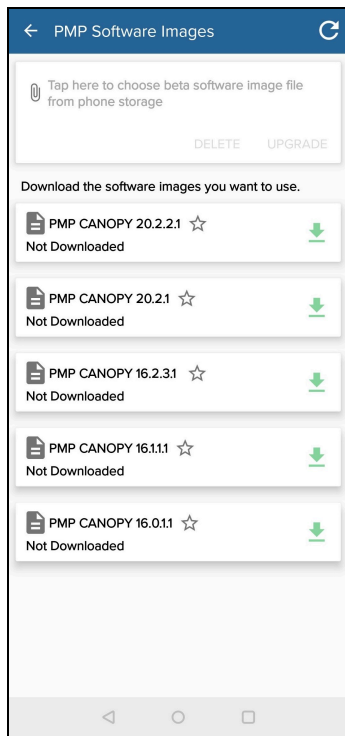 PMP Software Images
Tap here to choose beta software image file
from phone storage
DELETE UPGRADE
Download the software images you want to use.
PMP CANOPY 20.2.2.1
Not Downloaded
PMP CANOPY 20.2.1
Not Downloaded
PMP CANOPY 16.2.3.1
Not Downloaded
PMP CANOPY 16.1.1.1
Not Downloaded
PMP CANOPY 16.0.1.1
Not Downloaded